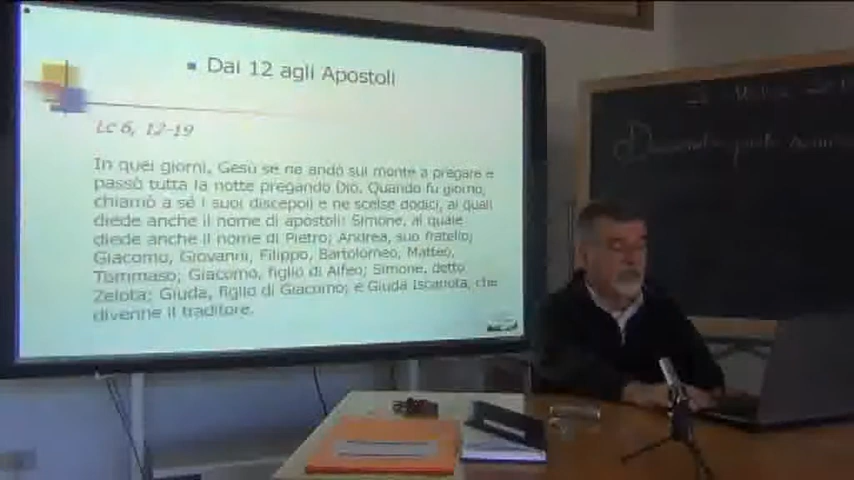 Dai 12 agli Apostoli
Lc 6, 12-19
In quei giorni, Gesù se ne andò sul monte a pregare e
passò tutta la notte pregando Dio. Quando fu giorno,
chiamò a sé i suoi discepoli e ne scelse dodici, ai quali
diede anche il nome di apostoli: Simone, al quale
diede anche il nome di Pietro; Andrea, suo fratello;
Giacomo, Giovanni, Filippo, Bartolomeo, Matteo,
Tommaso; Giacomo, figlio di Alfeo; Simone, detto
Zelota; Giuda, figlio di Giacomo; e Giuda Iscariota, che
divenne il traditore.